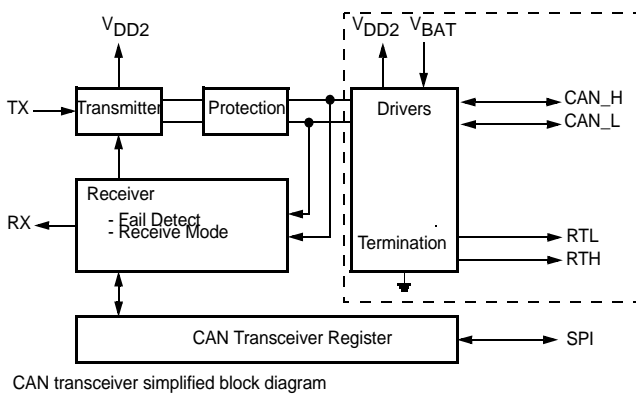 VDD2
VDD2
VBAT
TX
Transmitter
Protection
Drivers
CAN_H
CAN_L
Receiver
- Fail Detect
- Receive Mode
RX
Termination
RTL
RTH
CAN Transceiver Register
SPI
CAN transceiver simplified block diagram